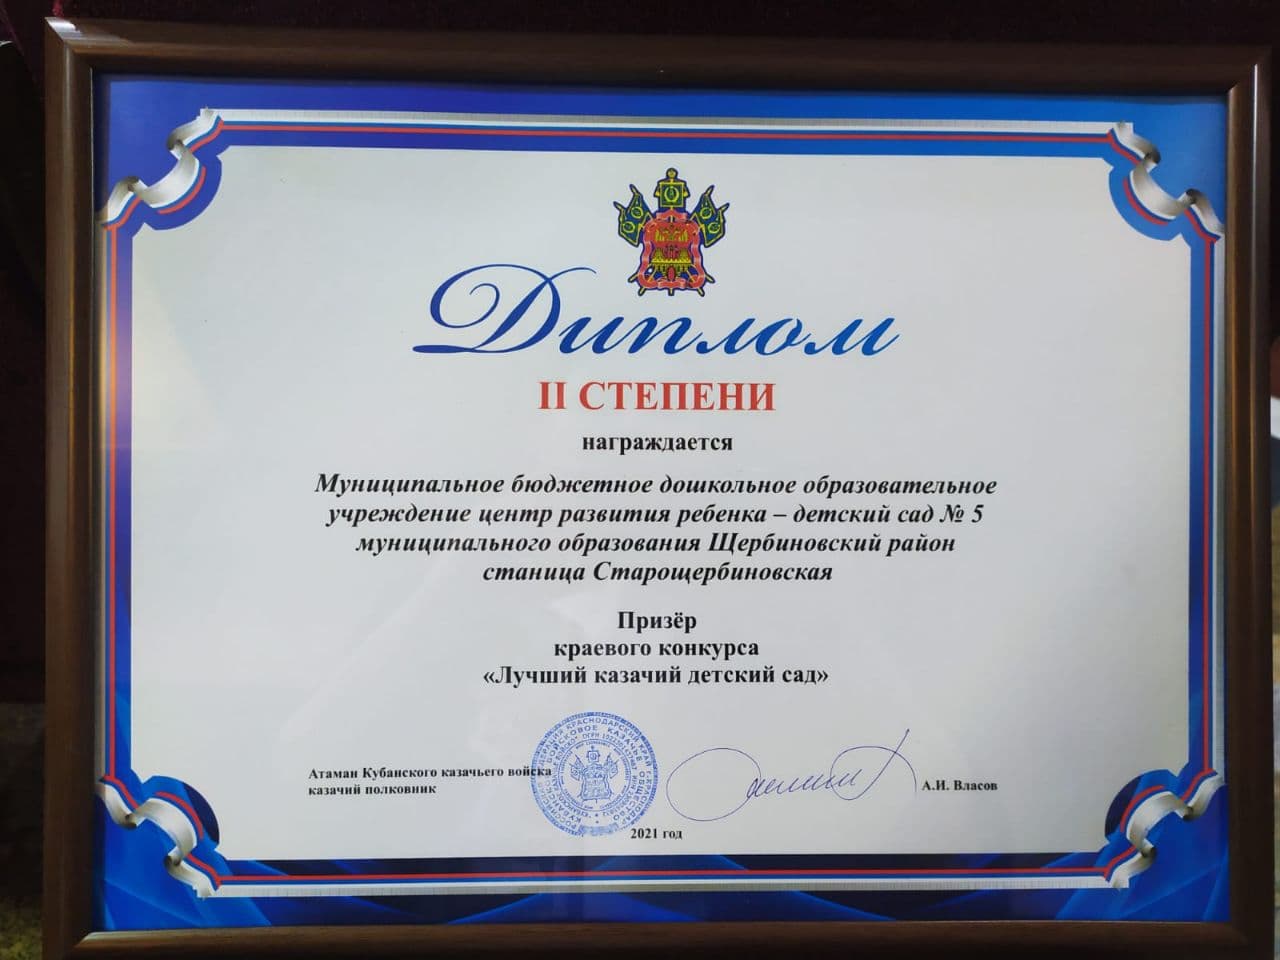 Диплом
II СТЕПЕНИ
награждается
Муниципальное бюджетное дошкольное образовательное
учреждение центр развития ребенка – детский сад № 5
муниципального образования Щербиновский район
станица Старощербиновская
Призёр
краевого конкурса
«Лучший казачий детский сад»
Атаман Кубанского казачьего войска
казачий полковник
А.И. Власов
2021 год